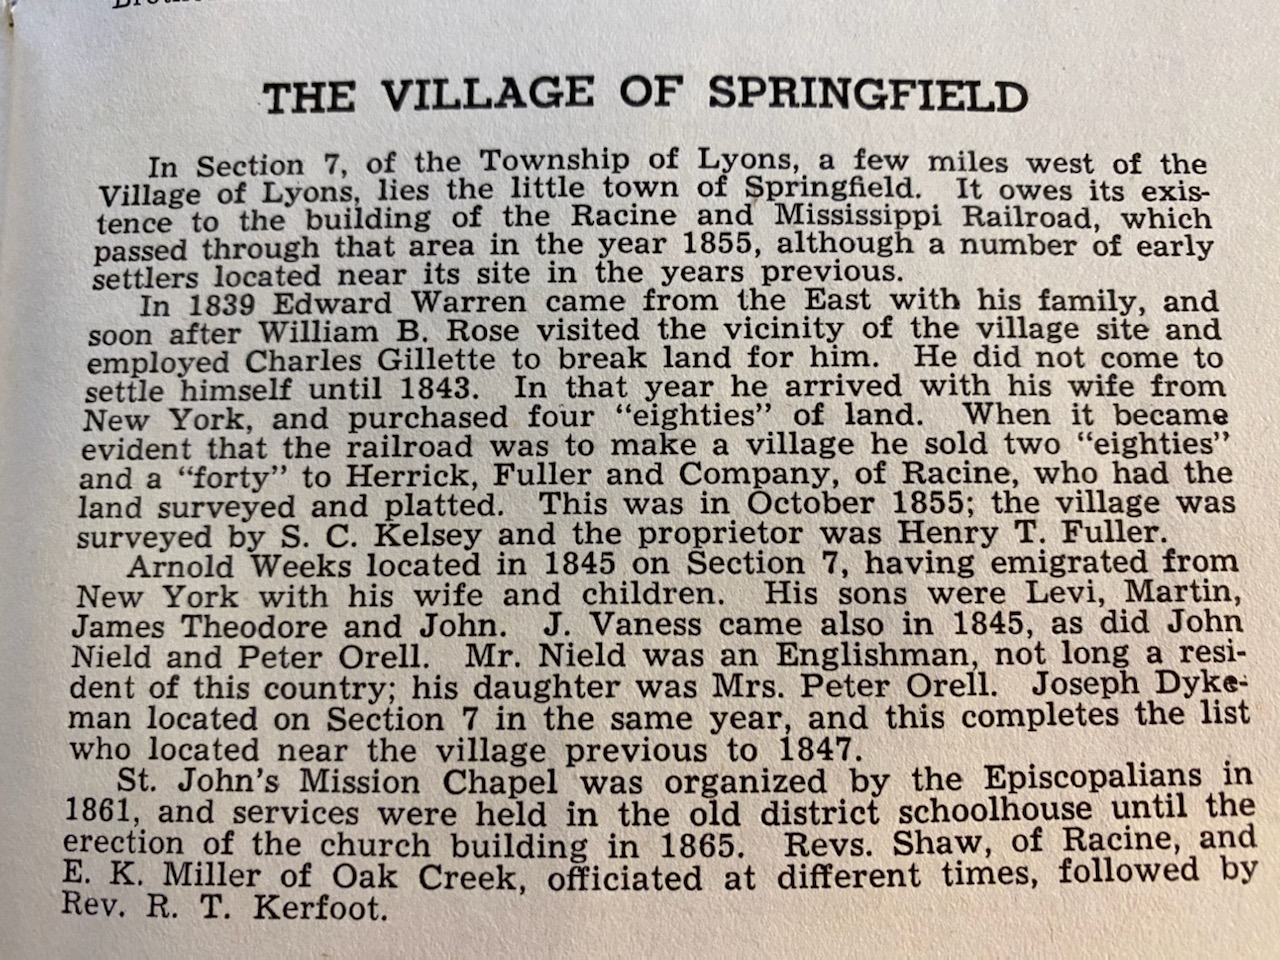 THE VILLAGE OF SPRINGFIELD
In Section 7, of the Township of Lyons, a few miles west of the
Village of Lyons, lies the little town of Springfield. It owes its exis-
tence to the building of the Racine and Mississippi Railroad, which
passed through that area in the year 1855, although a number of early
settlers located near its site in the years previous.
In 1839 Edward Warren came from the East with his family, and
soon after William B. Rose visited the vicinity of the village site and
employed Charles Gillette to break land for him. He did not come to
settle himself until 1843. In that year he arrived with his wife from
New York, and purchased four “eighties” of land. When it became
evident that the railroad was to make a village he sold two “eighties”
and a “forty” to Herrick, Fuller and Company, of Racine, who had the
land surveyed and platted. This was in October 1855; the village was
surveyed by S. C. Kelsey and the proprietor was Henry T. Fuller.
Arnold Weeks located in 1845 on Section 7, having emigrated from
New York with his wife and children. His sons were Levi, Martin,
James Theodore and John. J. Vaness came also in 1845, as did John
Nield and Peter Orell. Mr. Nield was an Englishman, not long a resi-
dent of this country; his daughter was Mrs. Peter Orell. Joseph Dyke-
man located on Section 7 in the same year, and this completes the list
who located near the village previous to 1847.
St. John’s Mission Chapel was organized by the Episcopalians in
1861, and services were held in the old district schoolhouse until the
erection of the church building in 1865. Revs. Shaw, of Racine, and
E. K. Miller of Oak Creek, officiated at different times, followed by
Rev. R. T. Kerfoot.